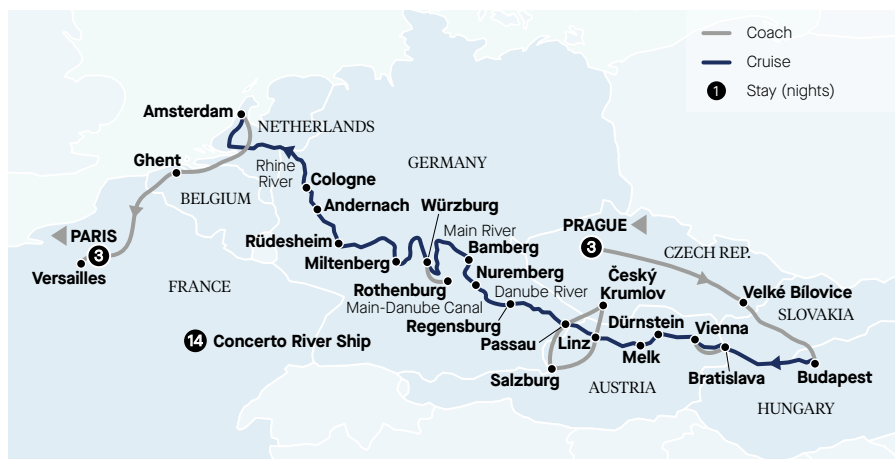 Coach
Cruise
1 Stay (nights)
Amsterdam
NETHERLANDS
Ghent
Rhine
River
GERMANY
BELGIUM
Cologne
Andernach
Würzburg
PARIS
3
Versailles
Rüdesheim
Miltenberg
Main River
Bamberg
PRAGUE
3
CZECH REP.
FRANCE
Rothenburg
Nuremberg
Český
Krumlov
Main-Danube Canal
Danube River
Velké Bílovice
SLOVAKIA
Regensburg
14 Concerto River Ship
Passau
Linz
Dürnstein
Vienna
Melk
Salzburg
AUSTRIA
Bratislava
Budapest
HUNGARY